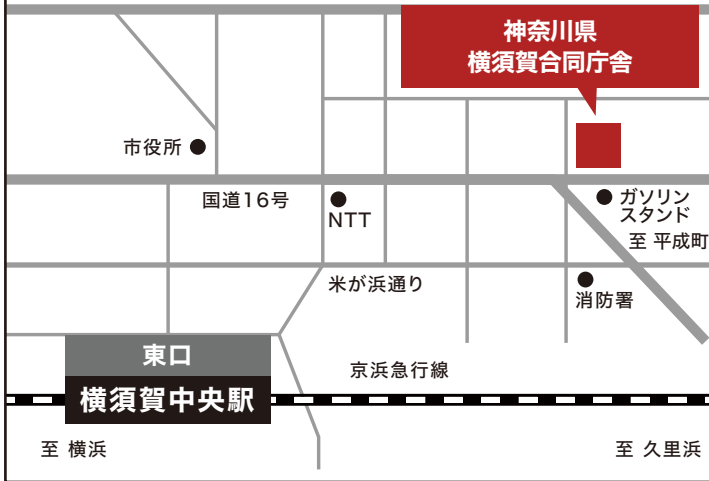 神奈川県
横須賀合同庁舎
市役所
国道16号
NTT
ガソリン
スタンド
至 平成町
米が浜通り
消防署
東口
横須賀中央駅
京浜急行線
至 横浜
至 久里浜